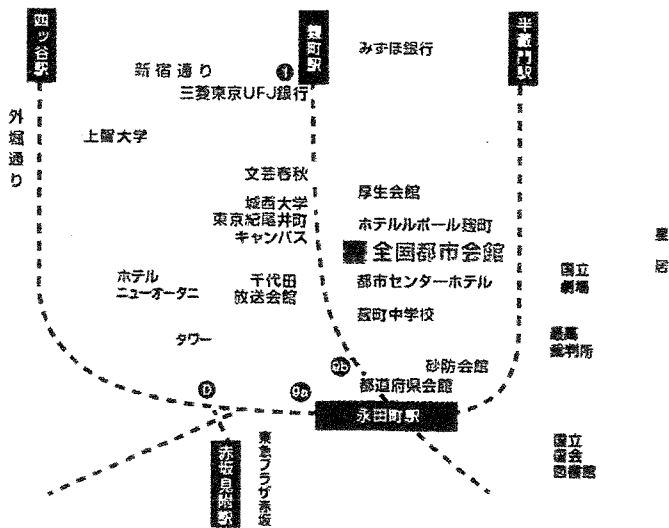 四ッ谷駅
麹町駅
半蔵門駅
みずほ銀行
新宿通り
1
三菱東京UFJ銀行
外堀通り
上智大学
文芸春秋
城西大学
東京紀尾井町
キャンパス
厚生会館
ホテルルポール麹町
全国都市会館
皇居
ホテル
ニューオータニ
千代田
放送会館
都市センターホテル
国立
劇場
タワー
麹町中学校
最高
裁判所
9b
砂防会館
D
9a
都道府県会館
永田町駅
赤坂見附駅
東急プラザ赤坂
国立
国会
図書館